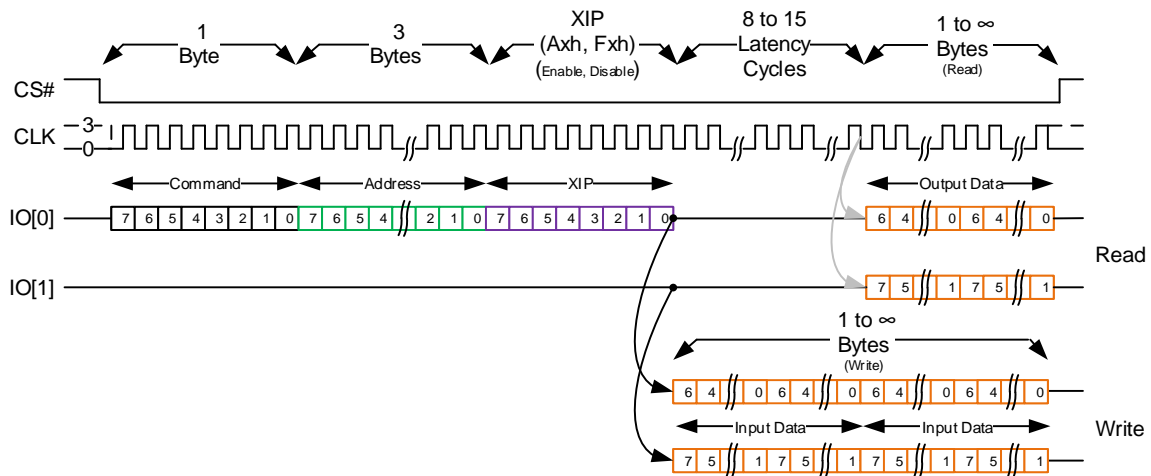 1 Byte
3 Bytes
XIP (Axh, Fxh) (Enable, Disable)
8 to 15 Latency Cycles
1 to ∞ Bytes (Read)
CS#
CLK 3 0
Command Address XIP Output Data
IO[0] 7 6 5 4 3 2 1 0 7 6 5 4 2 1 0 7 6 5 4 3 2 1 0 6 4 0 6 4 0
Read
IO[1] 7 5 1 7 5 1
1 to ∞ Bytes (Write)
6 4 0 6 4 0 6 4 0 6 4 0
Input Data Input Data
Write
7 5 1 7 5 1 7 5 1 7 5 1